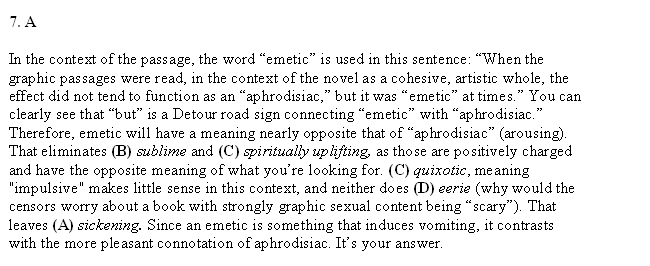 7. A
In the context of the passage, the word “emetic” is used in this sentence: “When the
graphic passages were read, in the context of the novel as a cohesive, artistic whole, the
effect did not tend to function as an “aphrodisiac,” but it was “emetic” at times.” You can
clearly see that “but” is a Detour road sign connecting “emetic” with “aphrodisiac.”
Therefore, emetic will have a meaning nearly opposite that of “aphrodisiac” (arousing).
That eliminates (B) sublime and (C) spiritually uplifting, as those are positively charged
and have the opposite meaning of what you’re looking for. (C) quixotic, meaning
"impulsive" makes little sense in this context, and neither does (D) eerie (why would the
censors worry about a book with strongly graphic sexual content being “scary”). That
leaves (A) sickening. Since an emetic is something that induces vomiting, it contrasts
with the more pleasant connotation of aphrodisiac. It’s your answer.